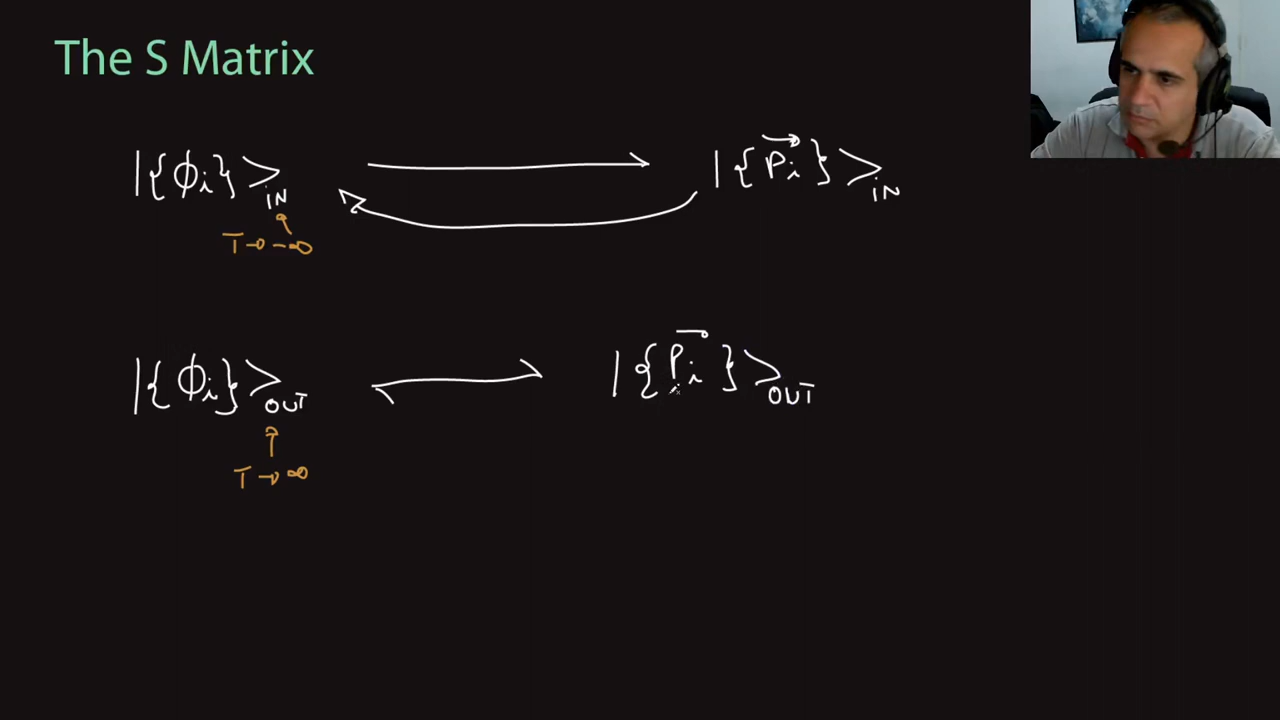 The S Matrix
|{ϕᵢ}>IN → ← |{p⃗ᵢ}>IN
T→-∞
|{ϕᵢ}>OUT ↔ |{p⃗ᵢ}>OUT
T→∞